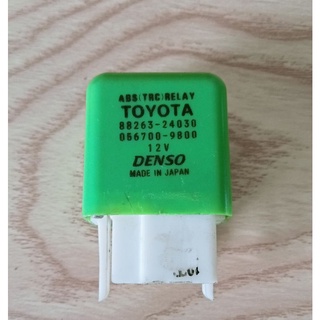 ABS(TRC)RELAY
TOYOTA
88263-24030
056700-9800
12V
DENSO
MADE IN JAPAN